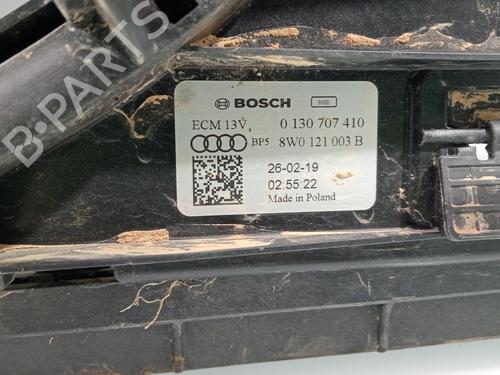 BOSCH
ECM 13V 0 130 707 410
BP5 8W0 121 003 B
26-02-19
02:55:22
Made in Poland
B-PARTS
B-PARTS